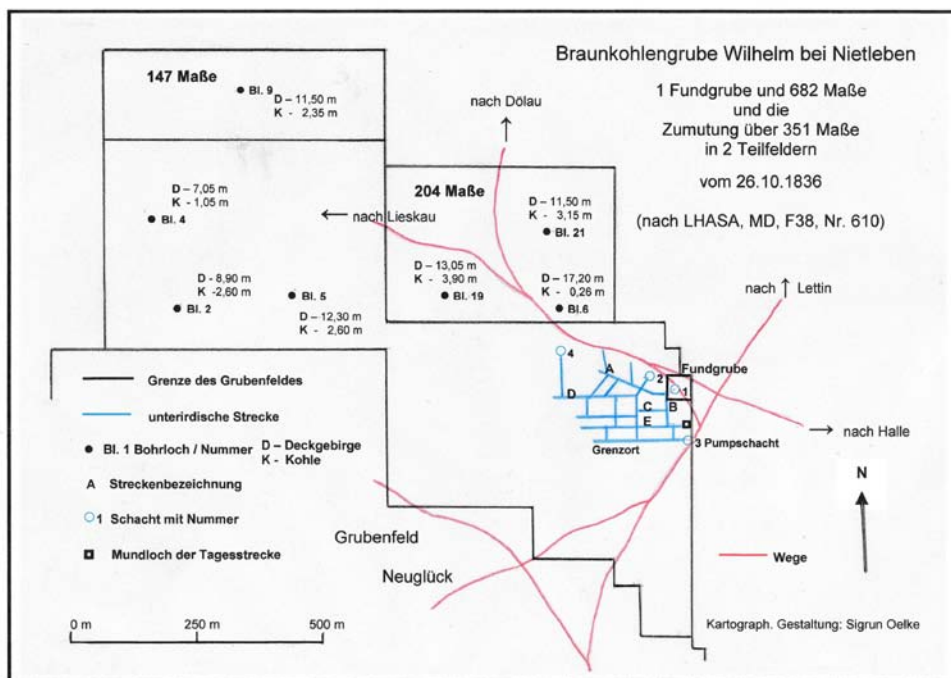 Braunkohlengrube Wilhelm bei Nietleben
1 Fundgrube und 682 Maße
und die
Zumutung über 351 Maße
in 2 Teilfeldern
vom 26.10.1836
(nach LHASA, MD, F38, Nr. 610)
147 Maße
Bl. 9
D – 11,50 m
K - 2,35 m
nach Dölau
204 Maße
D – 7,05 m
K - 1,05 m
Bl. 4
nach Lieskau
D – 11,50 m
K - 3,15 m
Bl. 21
D - 8,90 m
K -2,60 m
Bl. 2
Bl. 5
D – 12,30 m
K - 2,60 m
D – 13,05 m
K - 3,90 m
Bl. 19
D – 17,20 m
K - 0,26 m
Bl.6
nach Lettin
4
A
2
Fundgrube
1
D
C
B
E
Grenzort
3 Pumpschacht
nach Halle
Grenze des Grubenfeldes
unterirdische Strecke
Bl. 1 Bohrloch / Nummer
D – Deckgebirge
K - Kohle
A Streckenbezeichnung
1 Schacht mit Nummer
Mundloch der Tagesstrecke
Grubenfeld
Neuglück
N
Wege
0 m 250 m 500 m
Kartograph. Gestaltung: Sigrun Oelke